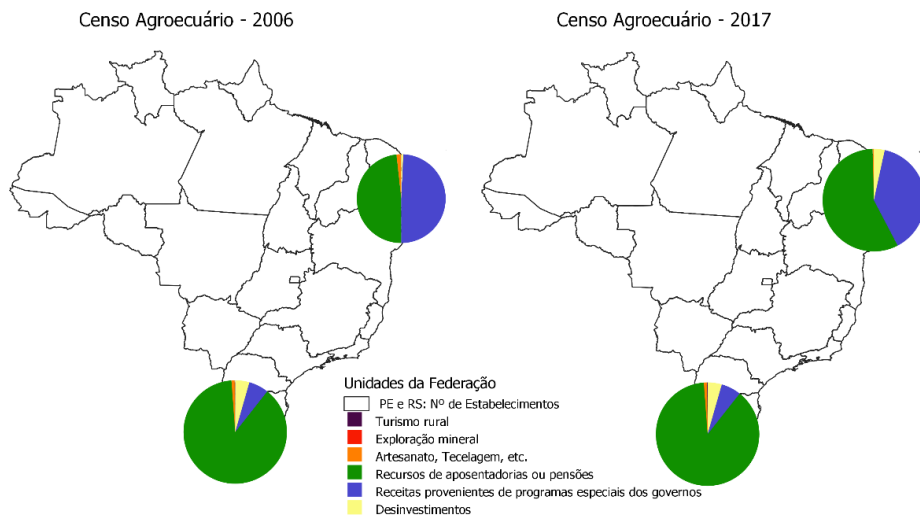 Censo Agroecuário - 2006
Censo Agroecuário - 2017
Unidades da Federação
PE e RS: Nº de Estabelecimentos
Turismo rural
Exploração mineral
Artesanato, Tecelagem, etc.
Recursos de aposentadorias ou pensões
Receitas provenientes de programas especiais dos governos
Desinvestimentos